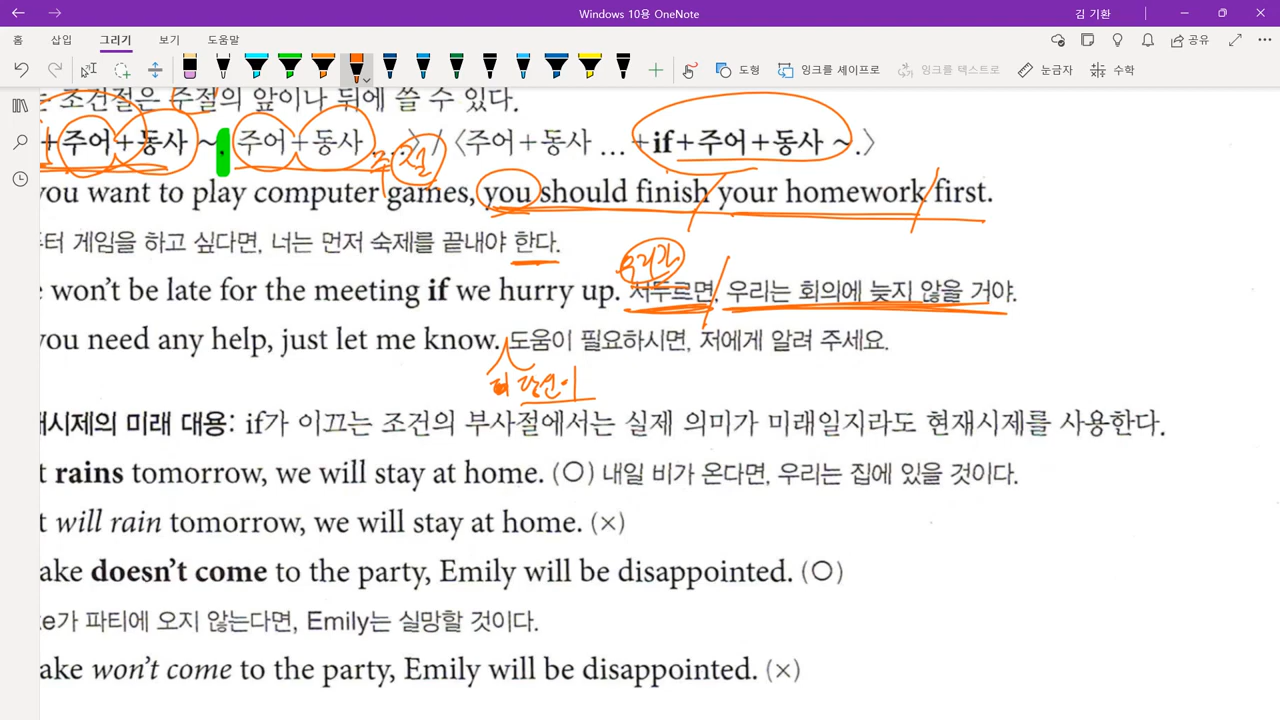 Windows 10용 OneNote
김 기환
홈 삽입 그리기 보기 도움말
공유
도형 잉크를 셰이프로 잉크를 텍스트로 눈금자 수학
는 조건절은 주절의 앞이나 뒤에 쓸 수 있다.
+주어+동사 ~, 주어+동사 …〉 / 〈주어+동사 … +if+주어+동사 ~.〉
주절
you want to play computer games, you should finish your homework first.
퓨터 게임을 하고 싶다면, 너는 먼저 숙제를 끝내야 한다.
우리가
e won't be late for the meeting if we hurry up. 서두르면, 우리는 회의에 늦지 않을 거야.
you need any help, just let me know. 도움이 필요하시면, 저에게 알려 주세요.
당신이
재시제의 미래 대용: if가 이끄는 조건의 부사절에서는 실제 의미가 미래일지라도 현재시제를 사용한다.
t rains tomorrow, we will stay at home. (○) 내일 비가 온다면, 우리는 집에 있을 것이다.
t will rain tomorrow, we will stay at home. (×)
ake doesn't come to the party, Emily will be disappointed. (○)
ke가 파티에 오지 않는다면, Emily는 실망할 것이다.
ake won't come to the party, Emily will be disappointed. (×)